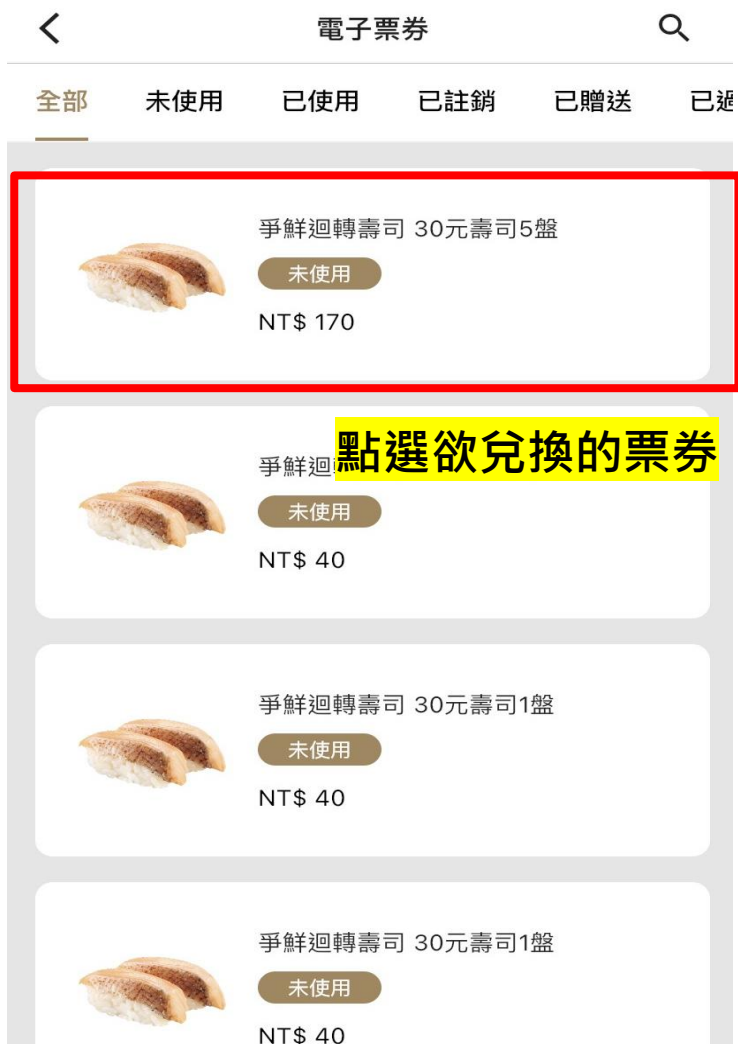 電子票券
全部 未使用 已使用 已註銷 已贈送 已過
爭鮮迴轉壽司 30元壽司5盤
未使用
NT$ 170
點選欲兌換的票券
爭鮮迴
未使用
NT$ 40
爭鮮迴轉壽司 30元壽司1盤
未使用
NT$ 40
爭鮮迴轉壽司 30元壽司1盤
未使用
NT$ 40